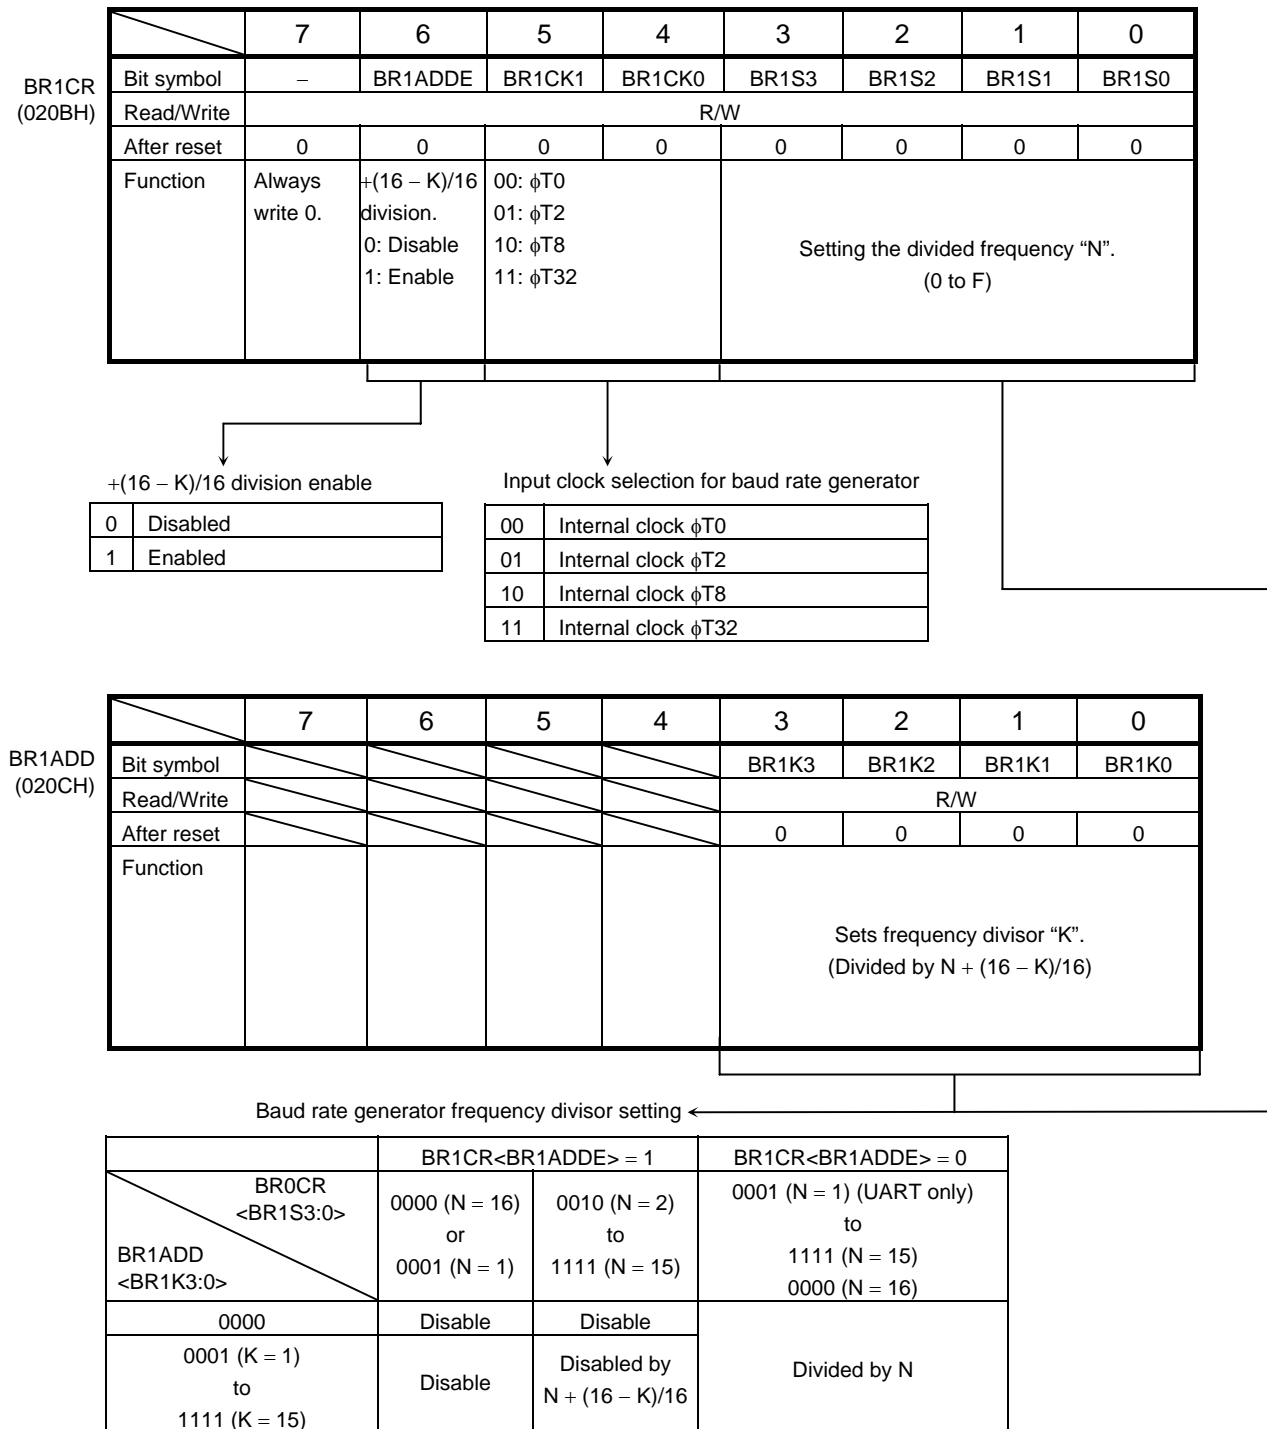 7 6 5 4 3 2 1 0
BR1CR
(020BH)
Bit symbol – BR1ADDE BR1CK1 BR1CK0 BR1S3 BR1S2 BR1S1 BR1S0
Read/Write R/W
After reset 0 0 0 0 0 0 0 0
Function Always +(16 − K)/16 00: ϕT0
write 0. division. 01: ϕT2
0: Disable 10: ϕT8 Setting the divided frequency “N”.
1: Enable 11: ϕT32 (0 to F)
+(16 − K)/16 division enable
0 Disabled
1 Enabled
Input clock selection for baud rate generator
00 Internal clock ϕT0
01 Internal clock ϕT2
10 Internal clock ϕT8
11 Internal clock ϕT32
7 6 5 4 3 2 1 0
BR1ADD
(020CH)
Bit symbol BR1K3 BR1K2 BR1K1 BR1K0
Read/Write R/W
After reset 0 0 0 0
Function
Sets frequency divisor “K”.
(Divided by N + (16 − K)/16)
Baud rate generator frequency divisor setting
BR1CR<BR1ADDE> = 1 BR1CR<BR1ADDE> = 0
BR0CR
<BR1S3:0>
BR1ADD
<BR1K3:0>
0000 (N = 16)
or
0001 (N = 1)
0010 (N = 2)
to
1111 (N = 15)
0001 (N = 1) (UART only)
to
1111 (N = 15)
0000 (N = 16)
0000 Disable Disable
0001 (K = 1)
to
1111 (K = 15)
Disable
Disabled by
N + (16 − K)/16
Divided by N